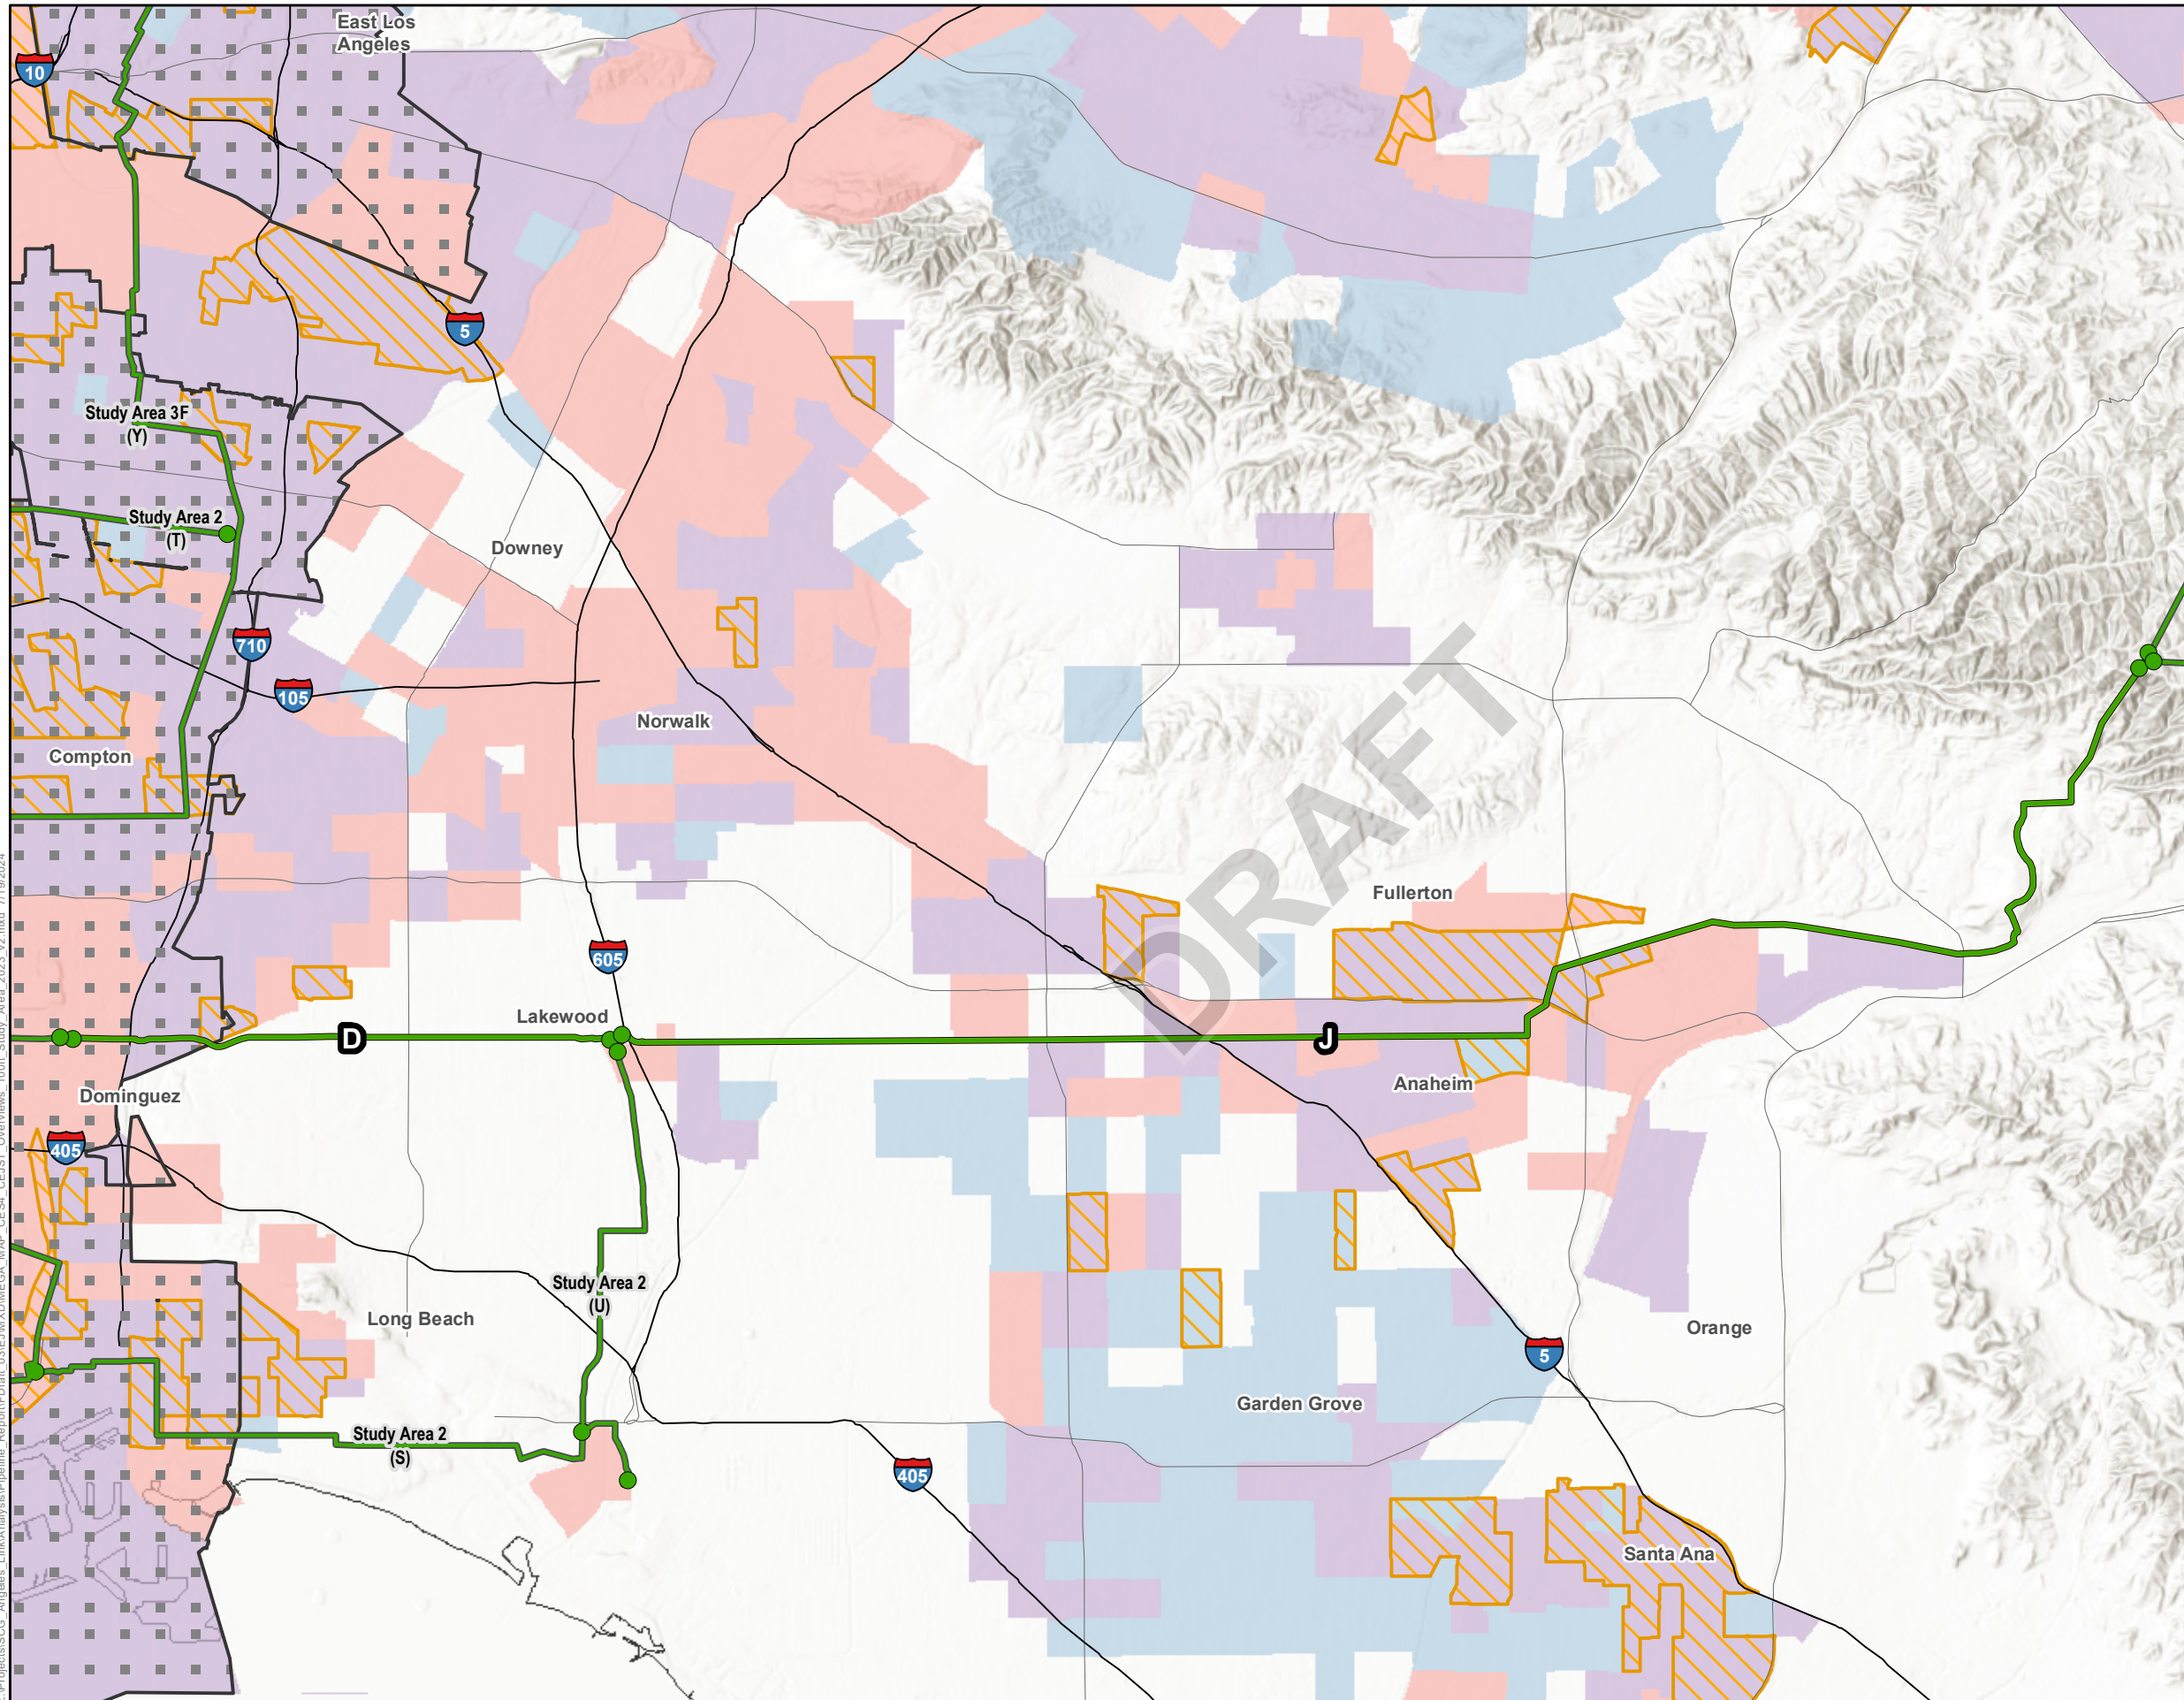 East Los
Angeles
10
5
Study Area 3F
(Y)
Study Area 2
(T)
Downey
710
105
Norwalk
Compton
DRAFT
Fullerton
605
Lakewood
D
J
Anaheim
Dominguez
405
Study Area 2
(U)
Long Beach
Orange
5
Garden Grove
Study Area 2
(S)
405
Santa Ana